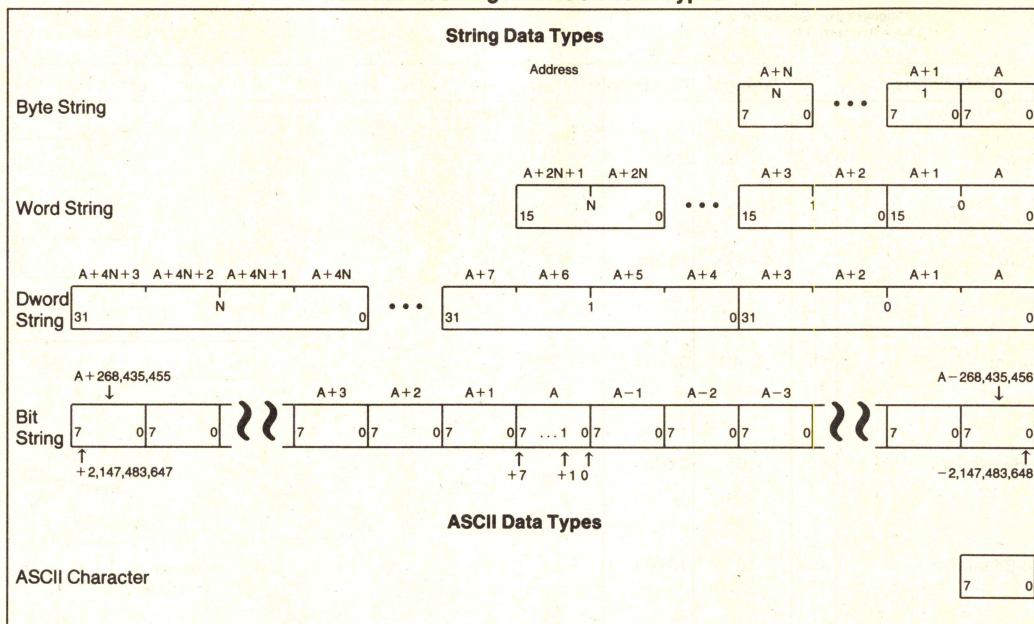 String Data Types
Address
A+N A+1 A
Byte String
N ••• 1 0
7 0 7 0 7 0
A+2N+1 A+2N A+3 A+2 A+1 A
Word String
N ••• 1 0
15 0 15 0 15 0
A+4N+3 A+4N+2 A+4N+1 A+4N A+7 A+6 A+5 A+4 A+3 A+2 A+1 A
Dword
String
N ••• 1 0
31 0 31 0 31 0
A+268,435,455 A−268,435,456
A+3 A+2 A+1 A A−1 A−2 A−3
Bit
String
7 0 7 0 7 0 7 0 7 0 7 ...1 0 7 0 7 0 7 0 7 0 7 0
+2,147,483,647 +7 +1 0 −2,147,483,648
ASCII Data Types
ASCII Character
7 0